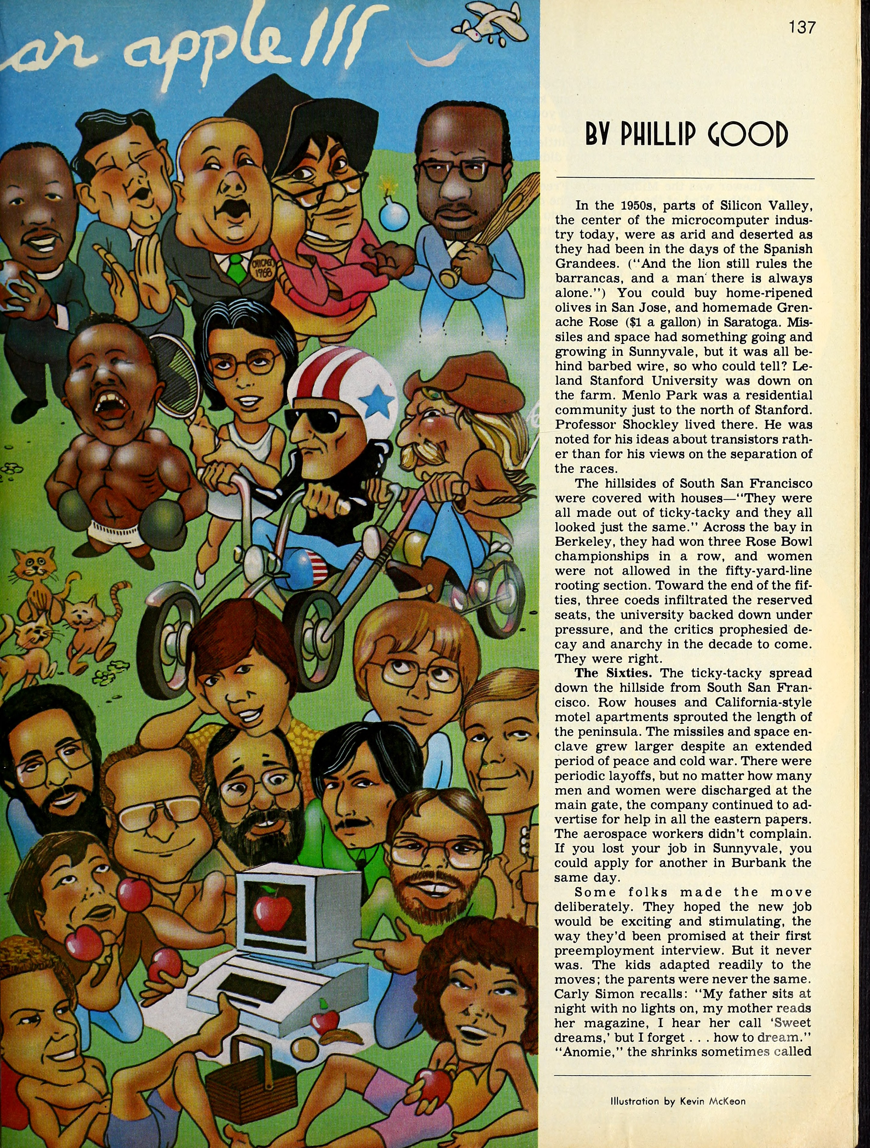 an apple III
137
BY PHILLIP GOOD
CHICAGO
1968
In the 1950s, parts of Silicon Valley,
the center of the microcomputer indus-
try today, were as arid and deserted as
they had been in the days of the Spanish
Grandees. ("And the lion still rules the
barrancas, and a man there is always
alone.") You could buy home-ripened
olives in San Jose, and homemade Gren-
ache Rose ($1 a gallon) in Saratoga. Mis-
siles and space had something going and
growing in Sunnyvale, but it was all be-
hind barbed wire, so who could tell? Le-
land Stanford University was down on
the farm. Menlo Park was a residential
community just to the north of Stanford.
Professor Shockley lived there. He was
noted for his ideas about transistors rath-
er than for his views on the separation of
the races.
The hillsides of South San Francisco
were covered with houses—"They were
all made out of ticky-tacky and they all
looked just the same." Across the bay in
Berkeley, they had won three Rose Bowl
championships in a row, and women
were not allowed in the fifty-yard-line
rooting section. Toward the end of the fif-
ties, three coeds infiltrated the reserved
seats, the university backed down under
pressure, and the critics prophesied de-
cay and anarchy in the decade to come.
They were right.
The Sixties. The ticky-tacky spread
down the hillside from South San Fran-
cisco. Row houses and California-style
motel apartments sprouted the length of
the peninsula. The missiles and space en-
clave grew larger despite an extended
period of peace and cold war. There were
periodic layoffs, but no matter how many
men and women were discharged at the
main gate, the company continued to ad-
vertise for help in all the eastern papers.
The aerospace workers didn't complain.
If you lost your job in Sunnyvale, you
could apply for another in Burbank the
same day.
Some folks made the move
deliberately. They hoped the new job
would be exciting and stimulating, the
way they'd been promised at their first
preemployment interview. But it never
was. The kids adapted readily to the
moves; the parents were never the same.
Carly Simon recalls: "My father sits at
night with no lights on, my mother reads
her magazine, I hear her call 'Sweet
dreams,' but I forget . . . how to dream."
"Anomie," the shrinks sometimes called
Illustration by Kevin McKeon